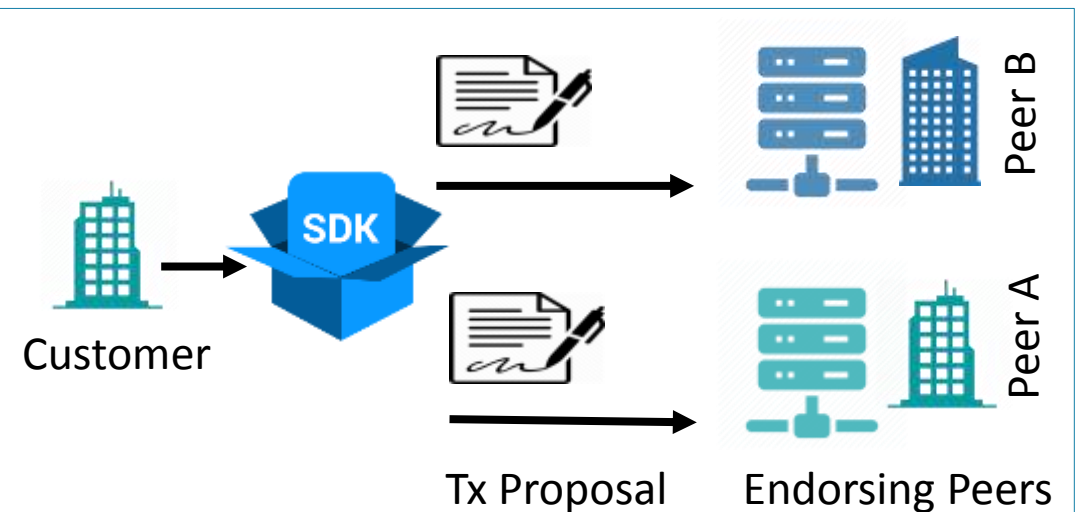 Peer B
SDK
Customer
Peer A
Tx Proposal
Endorsing Peers